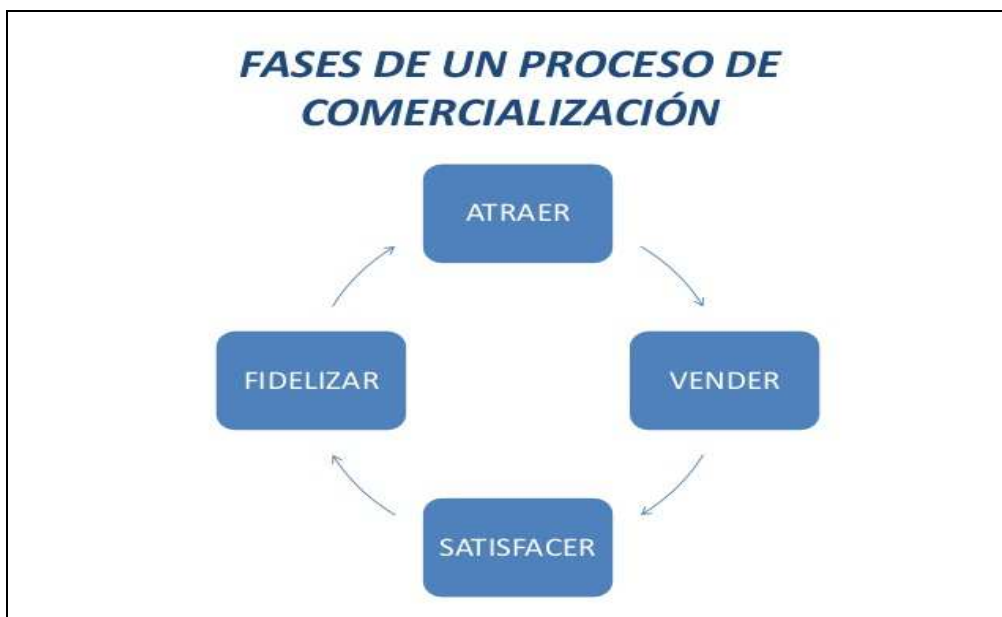 FASES DE UN PROCESO DE
COMERCIALIZACIÓN
ATRAER
FIDELIZAR
VENDER
SATISFACER